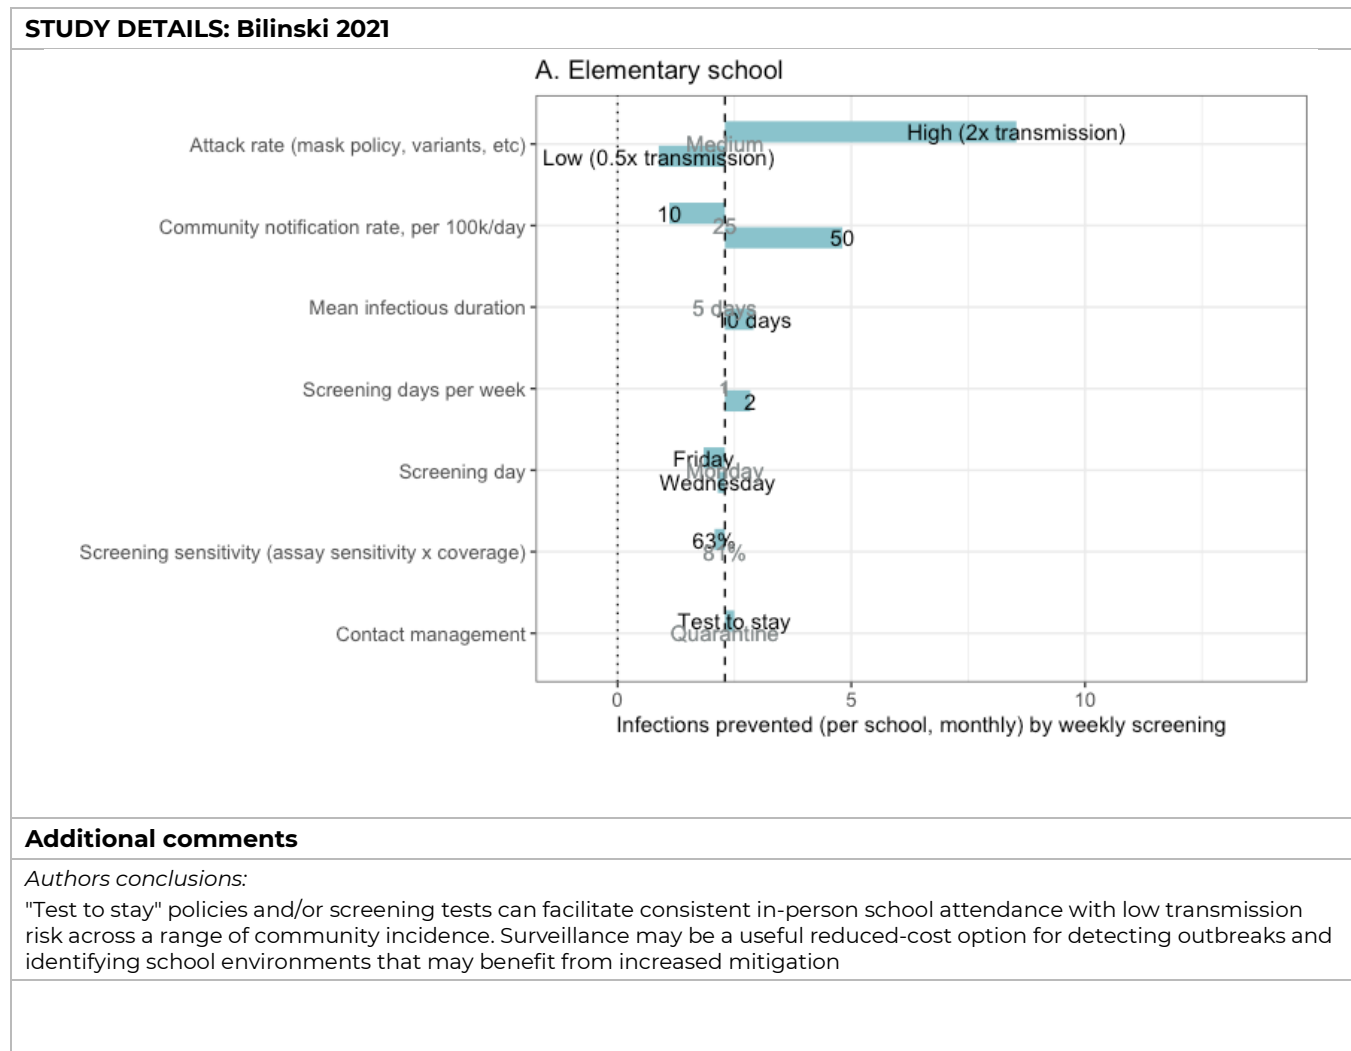 STUDY DETAILS: Bilinski 2021
A. Elementary school
High (2x transmission)
Attack rate (mask policy, variants, etc)
Medium
Low (0.5x transmission)
10
Community notification rate, per 100k/day
25
50
Mean infectious duration
5 days
10 days
Screening days per week
1
2
Friday
Screening day
Monday
Wednesday
63%
Screening sensitivity (assay sensitivity x coverage)
81%
Test to stay
Contact management
Quarantine
0 5 10
Infections prevented (per school, monthly) by weekly screening
Additional comments
Authors conclusions:
"Test to stay" policies and/or screening tests can facilitate consistent in-person school attendance with low transmission
risk across a range of community incidence. Surveillance may be a useful reduced-cost option for detecting outbreaks and
identifying school environments that may benefit from increased mitigation